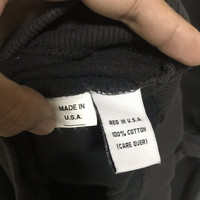 MADE IN
U.S.A.
REG IN U.S.A.
100% COTTON
(CARE OVER)